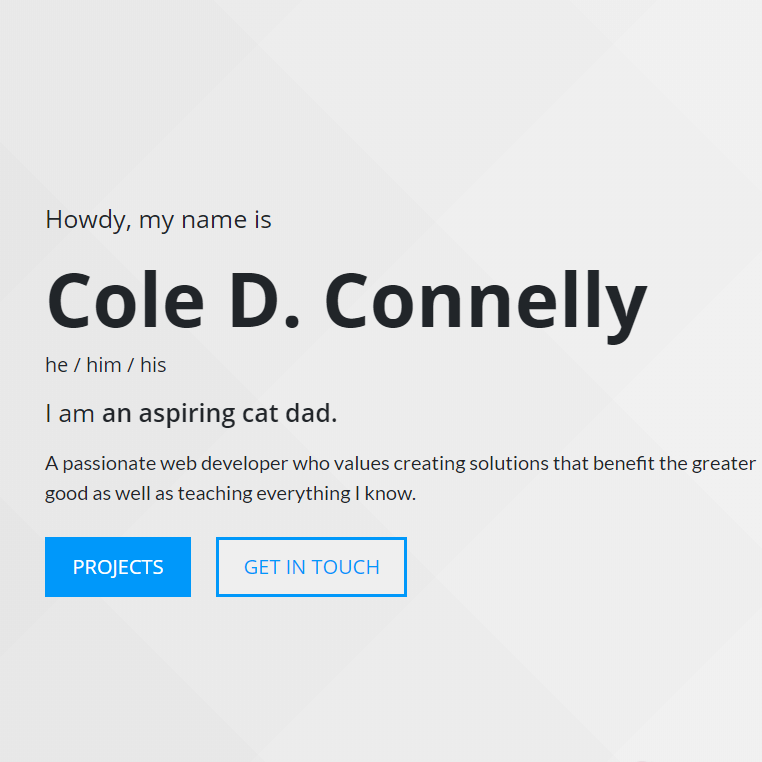 Howdy, my name is
Cole D. Connelly
he / him / his
I am an aspiring cat dad.
A passionate web developer who values creating solutions that benefit the greater
good as well as teaching everything I know.
PROJECTS
GET IN TOUCH